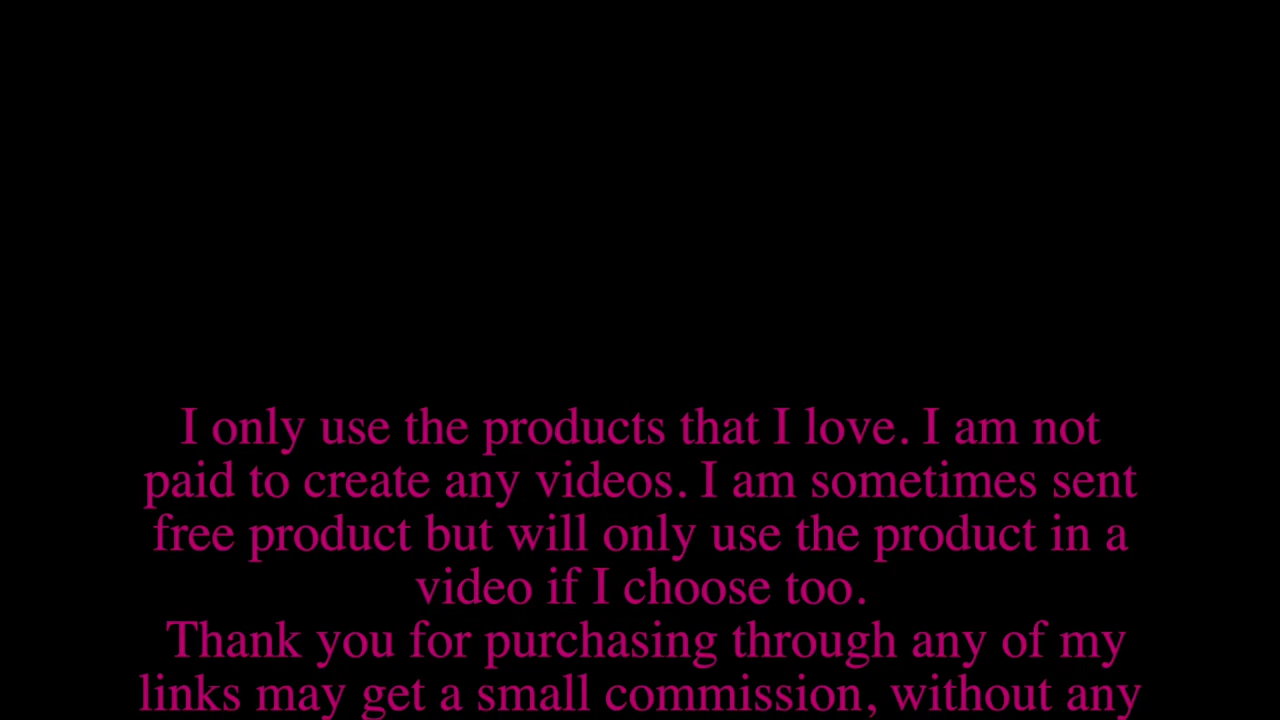 I only use the products that I love. I am not
paid to create any videos. I am sometimes sent
free product but will only use the product in a
video if I choose too.
Thank you for purchasing through any of my
links may get a small commission, without any